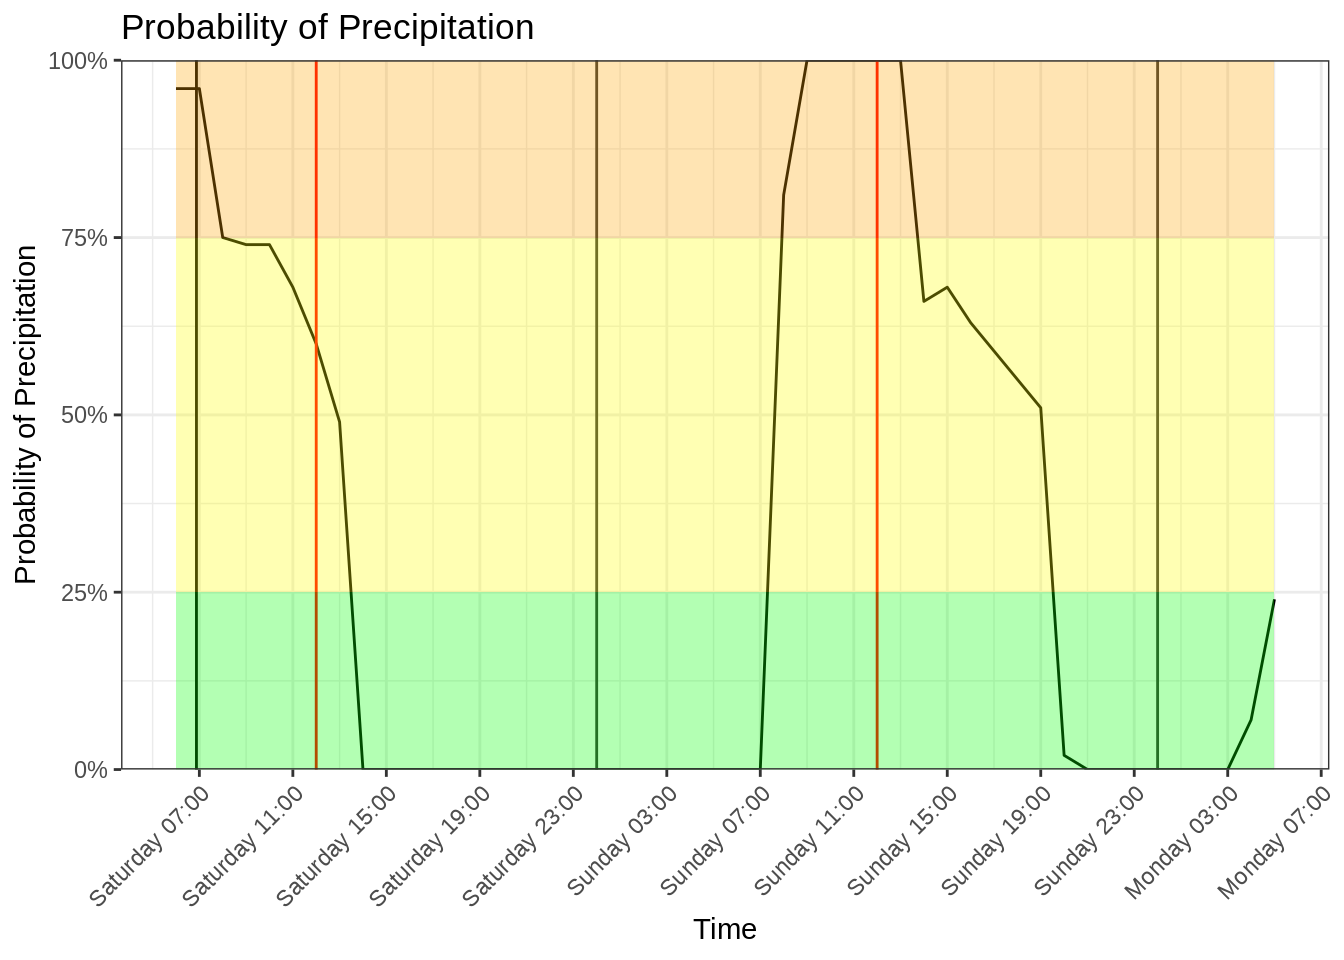 Probability of Precipitation
Probability of Precipitation
100%
75%
50%
25%
0%
Saturday 07:00
Saturday 11:00
Saturday 15:00
Saturday 19:00
Saturday 23:00
Sunday 03:00
Sunday 07:00
Sunday 11:00
Sunday 15:00
Sunday 19:00
Sunday 23:00
Monday 03:00
Monday 07:00
Time